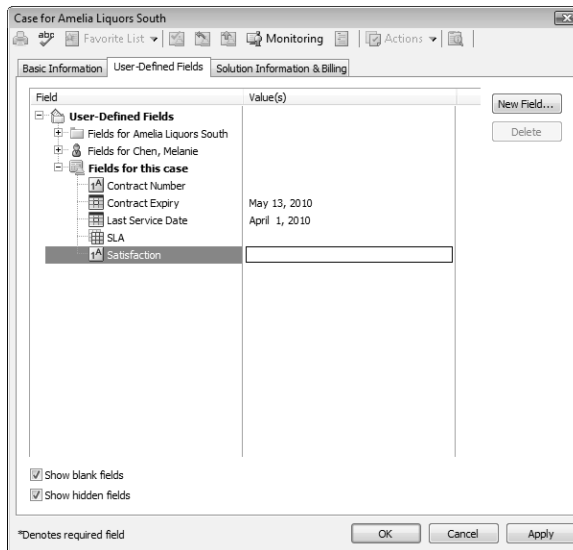 Case for Amelia Liquors South
abc Favorite List Monitoring Actions
Basic Information User-Defined Fields Solution Information & Billing
Field Value(s)
New Field...
User-Defined Fields
Delete
Fields for Amelia Liquors South
Fields for Chen, Melanie
Fields for this case
1A Contract Number
Contract Expiry May 13, 2010
Last Service Date April 1, 2010
SLA
1A Satisfaction
Show blank fields
Show hidden fields
*Denotes required field OK Cancel Apply